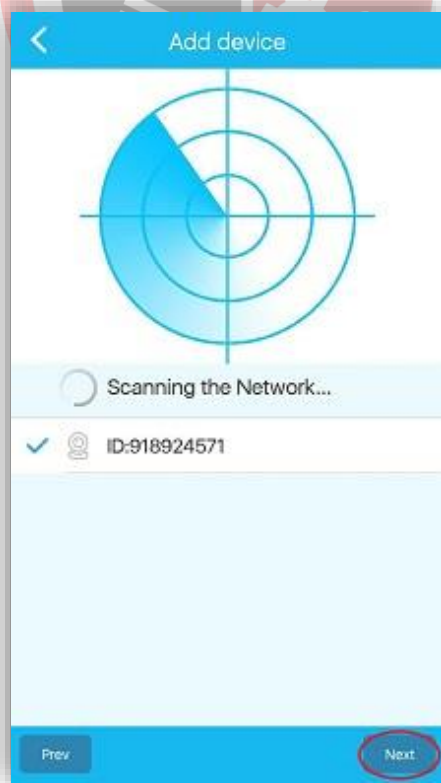 Add device
Scanning the Network...
ID:918924571
Prev
Next